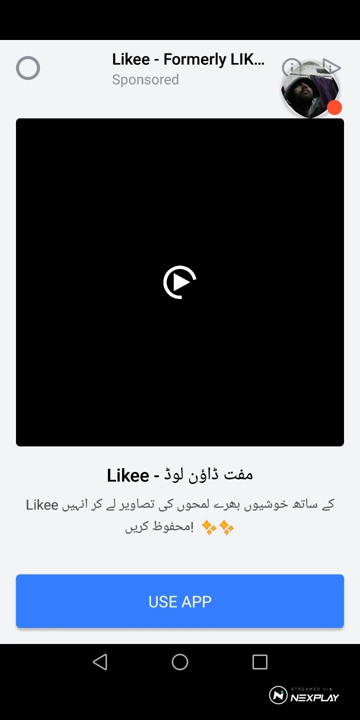 Likee - Formerly LIK...
Sponsored
Likee - مفت ڈاؤن لوڈ
Likee کے ساتھ خوشیوں بھرے لمحوں کی تصاویر لے کر انہیں
محفوظ کریں! ✨✨
USE APP
STREAMED VIA
NEXPLAY